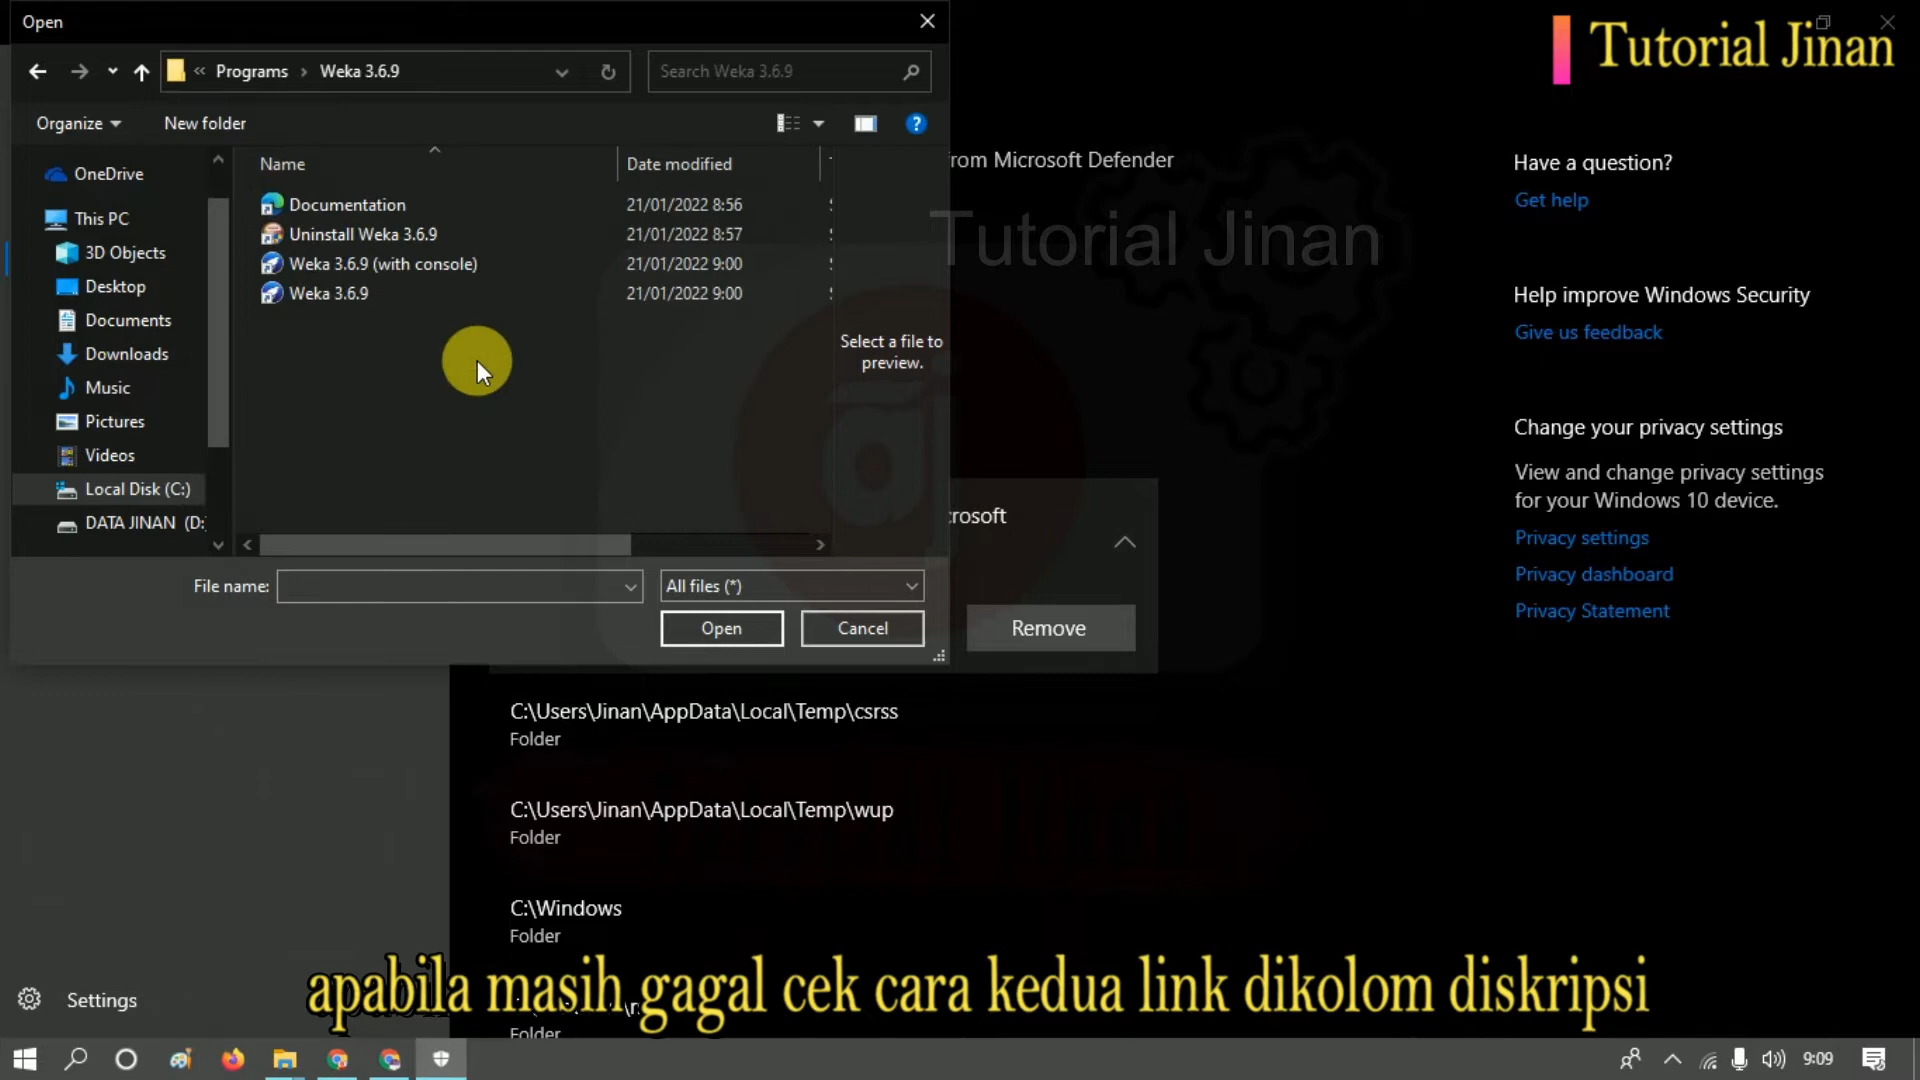 Open
Tutorial Jinan
« Programs › Weka 3.6.9
Search Weka 3.6.9
Organize
New folder
Name
Date modified
OneDrive
This PC
3D Objects
Desktop
Documents
Downloads
Music
Pictures
Videos
Local Disk (C:)
DATA JINAN (D:
Documentation
21/01/2022 8:56
Uninstall Weka 3.6.9
21/01/2022 8:57
Weka 3.6.9 (with console)
21/01/2022 9:00
Weka 3.6.9
21/01/2022 9:00
Select a file to
preview.
File name:
All files (*)
Open
Cancel
rom Microsoft Defender
Tutorial Jinan
crosoft
Remove
C:\Users\Jinan\AppData\Local\Temp\csrss
Folder
C:\Users\Jinan\AppData\Local\Temp\wup
Folder
C:\Windows
Folder
Folder
Have a question?
Get help
Help improve Windows Security
Give us feedback
Change your privacy settings
View and change privacy settings
for your Windows 10 device.
Privacy settings
Privacy dashboard
Privacy Statement
Settings
apabila masih gagal cek cara kedua link dikolom diskripsi
9:09